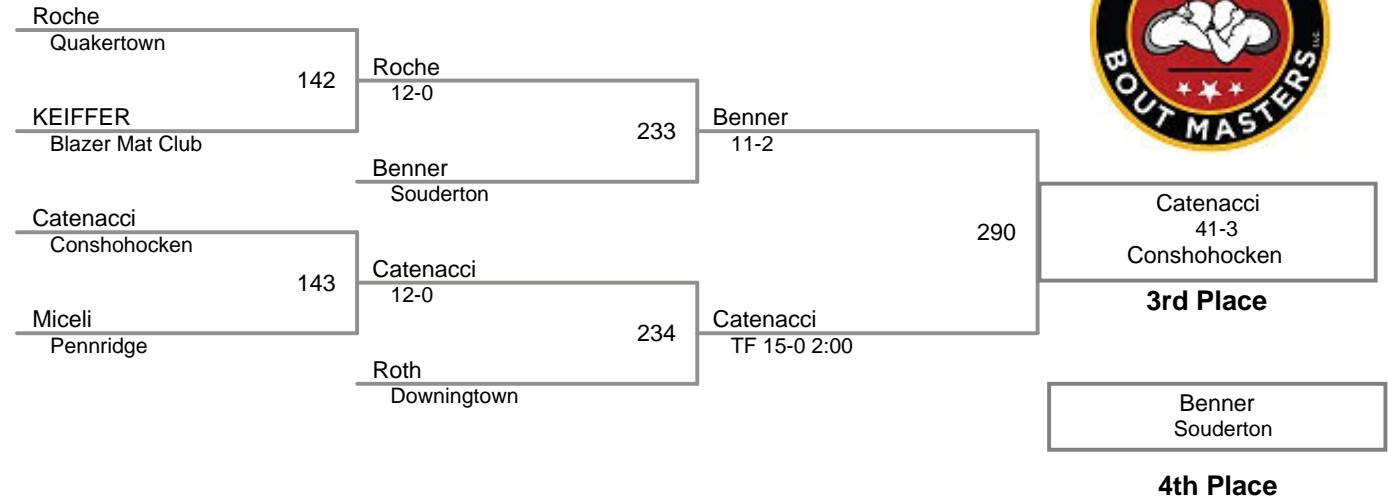 Roche
Quakertown
142
KEIFFER
Blazer Mat Club
Roche
12-0
233
Benner
Souderton
Benner
11-2
Catenacci
Conshohocken
143
Miceli
Pennridge
Catenacci
12-0
234
Roth
Downingtown
Catenacci
TF 15-0 2:00
290
BOUT MASTERS
Catenacci
41-3
Conshohocken
3rd Place
Benner
Souderton
4th Place